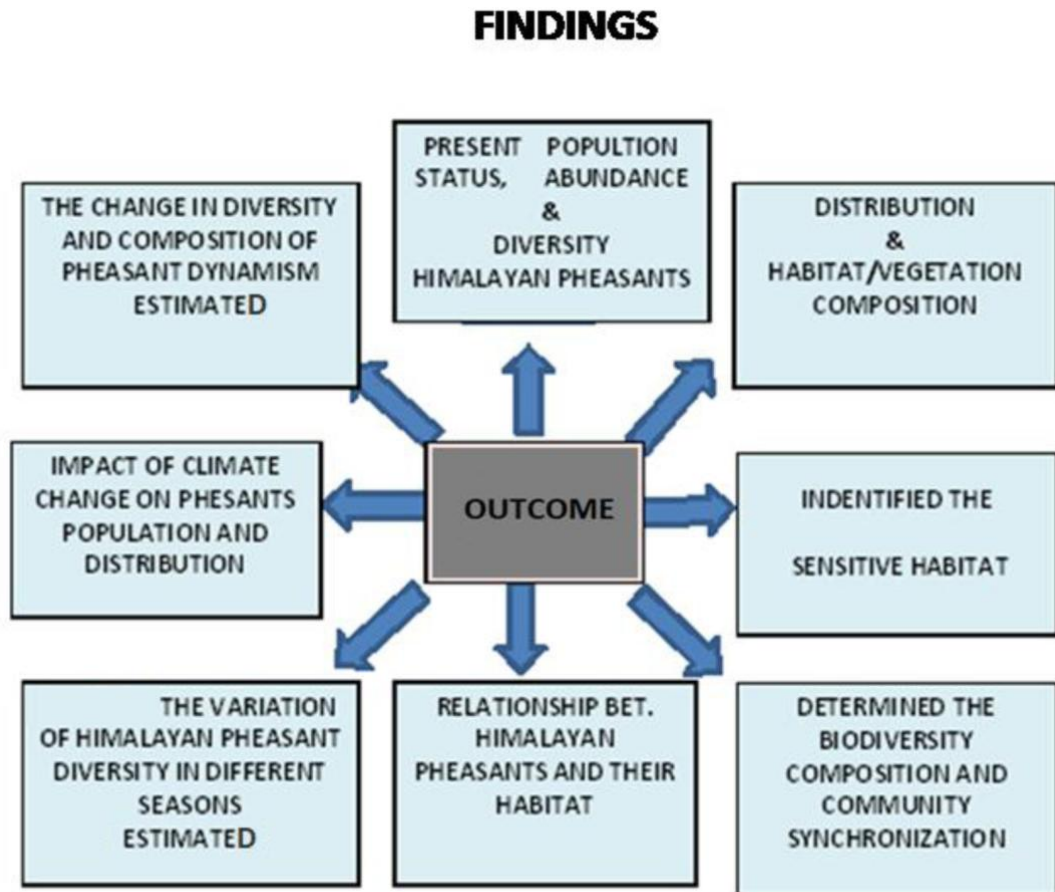 FINDINGS
PRESENT POPULTION
STATUS, ABUNDANCE
&
DIVERSITY
HIMALAYAN PHEASANTS
THE CHANGE IN DIVERSITY
AND COMPOSITION OF
PHEASANT DYNAMISM
ESTIMATED
DISTRIBUTION
&
HABITAT/VEGETATION
COMPOSITION
IMPACT OF CLIMATE
CHANGE ON PHESANTS
POPULATION AND
DISTRIBUTION
OUTCOME
INDENTIFIED THE
SENSITIVE HABITAT
THE VARIATION
OF HIMALAYAN PHEASANT
DIVERSITY IN DIFFERENT
SEASONS
ESTIMATED
RELATIONSHIP BET.
HIMALAYAN
PHEASANTS AND THEIR
HABITAT
DETERMINED THE
BIODIVERSITY
COMPOSITION AND
COMMUNITY
SYNCHRONIZATION